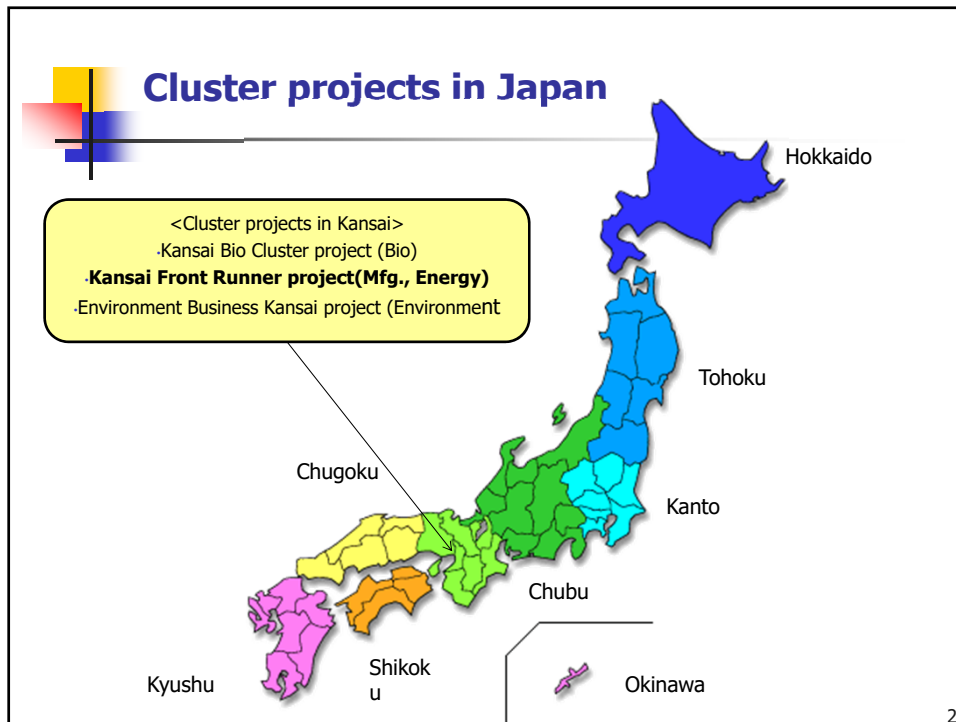 Cluster projects in Japan
Hokkaido
<Cluster projects in Kansai>
·Kansai Bio Cluster project (Bio)
·Kansai Front Runner project(Mfg., Energy)
·Environment Business Kansai project (Environment
Tohoku
Chugoku
Kanto
Chubu
Shikok
u
Kyushu
Okinawa
2